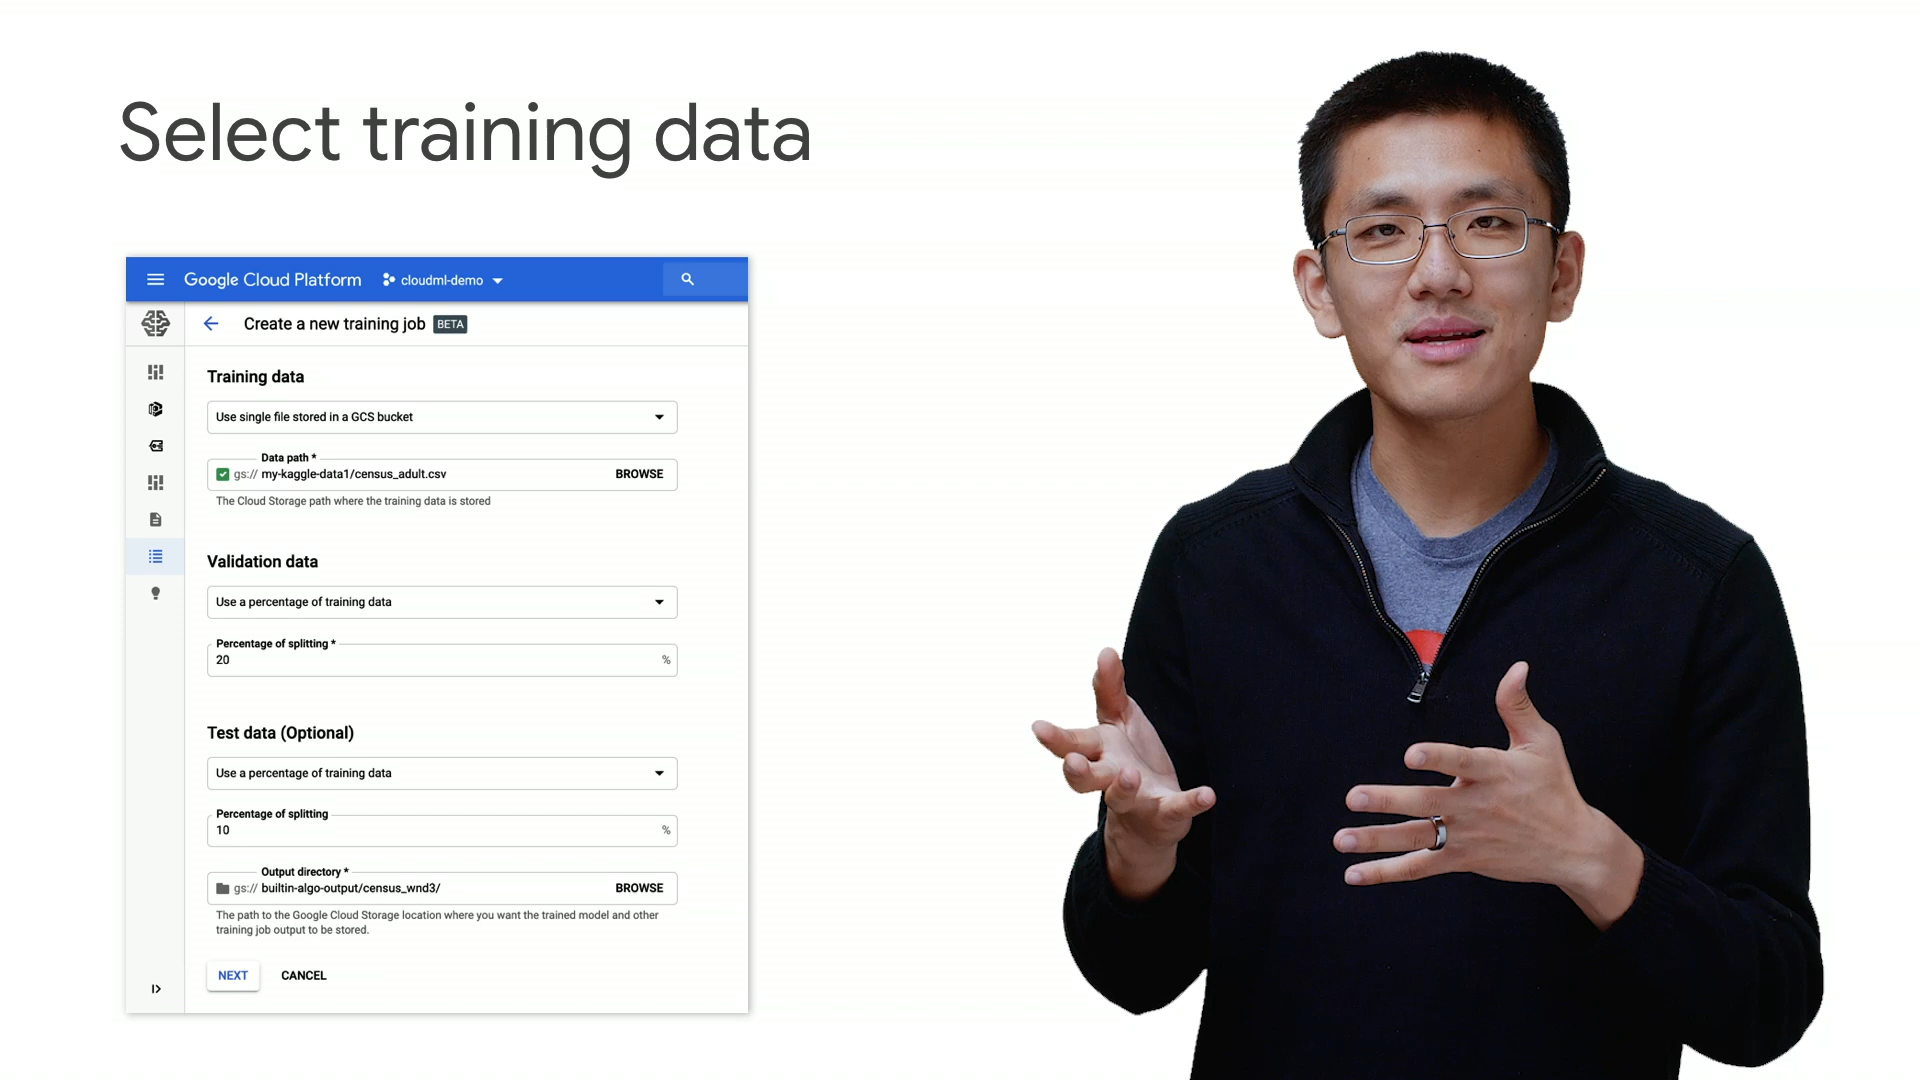 Select training data
Google Cloud Platform cloudml-demo
Create a new training job BETA
Training data
Use single file stored in a GCS bucket
Data path *
gs:// my-kaggle-data1/census_adult.csv BROWSE
The Cloud Storage path where the training data is stored
Validation data
Use a percentage of training data
Percentage of splitting *
20 %
Test data (Optional)
Use a percentage of training data
Percentage of splitting
10 %
Output directory *
gs:// builtin-algo-output/census_wnd3/ BROWSE
The path to the Google Cloud Storage location where you want the trained model and other
training job output to be stored.
NEXT CANCEL